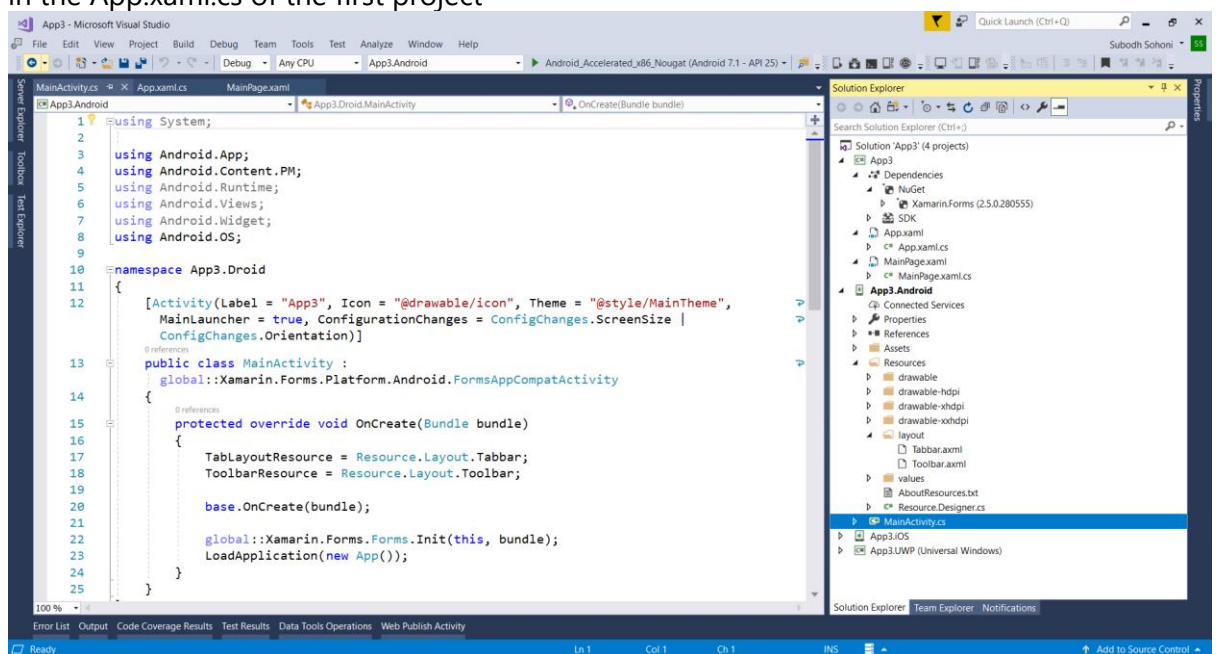 in the App.xaml.cs of the first project
App3 - Microsoft Visual Studio
Quick Launch (Ctrl+Q)
File Edit View Project Build Debug Team Tools Test Analyze Window Help
Subodh Sohoni SS
Debug Any CPU App3.Android Android_Accelerated_x86_Nougat (Android 7.1 - API 25)
Server Explorer
Toolbox
Test Explorer
MainActivity.cs App.xaml.cs MainPage.xaml
App3.Android App3.Droid.MainActivity OnCreate(Bundle bundle)
1 using System;
2
3 using Android.App;
4 using Android.Content.PM;
5 using Android.Runtime;
6 using Android.Views;
7 using Android.Widget;
8 using Android.OS;
9
10 namespace App3.Droid
11 {
12 [Activity(Label = "App3", Icon = "@drawable/icon", Theme = "@style/MainTheme",
MainLauncher = true, ConfigurationChanges = ConfigChanges.ScreenSize |
ConfigChanges.Orientation)]
0 references
13 public class MainActivity :
global::Xamarin.Forms.Platform.Android.FormsAppCompatActivity
14 {
0 references
15 protected override void OnCreate(Bundle bundle)
16 {
17 TabLayoutResource = Resource.Layout.Tabbar;
18 ToolbarResource = Resource.Layout.Toolbar;
19
20 base.OnCreate(bundle);
21
22 global::Xamarin.Forms.Forms.Init(this, bundle);
23 LoadApplication(new App());
24 }
25 }
100 %
Solution Explorer
Search Solution Explorer (Ctrl+;)
Solution 'App3' (4 projects)
App3
Dependencies
NuGet
Xamarin.Forms (2.5.0.280555)
SDK
App.xaml
App.xaml.cs
MainPage.xaml
MainPage.xaml.cs
App3.Android
Connected Services
Properties
References
Assets
Resources
drawable
drawable-hdpi
drawable-xhdpi
drawable-xxhdpi
layout
Tabbar.axml
Toolbar.axml
values
AboutResources.txt
Resource.Designer.cs
MainActivity.cs
App3.iOS
App3.UWP (Universal Windows)
Solution Explorer Team Explorer Notifications
Properties
Error List Output Code Coverage Results Test Results Data Tools Operations Web Publish Activity
Ready Ln 1 Col 1 Ch 1 INS Add to Source Control